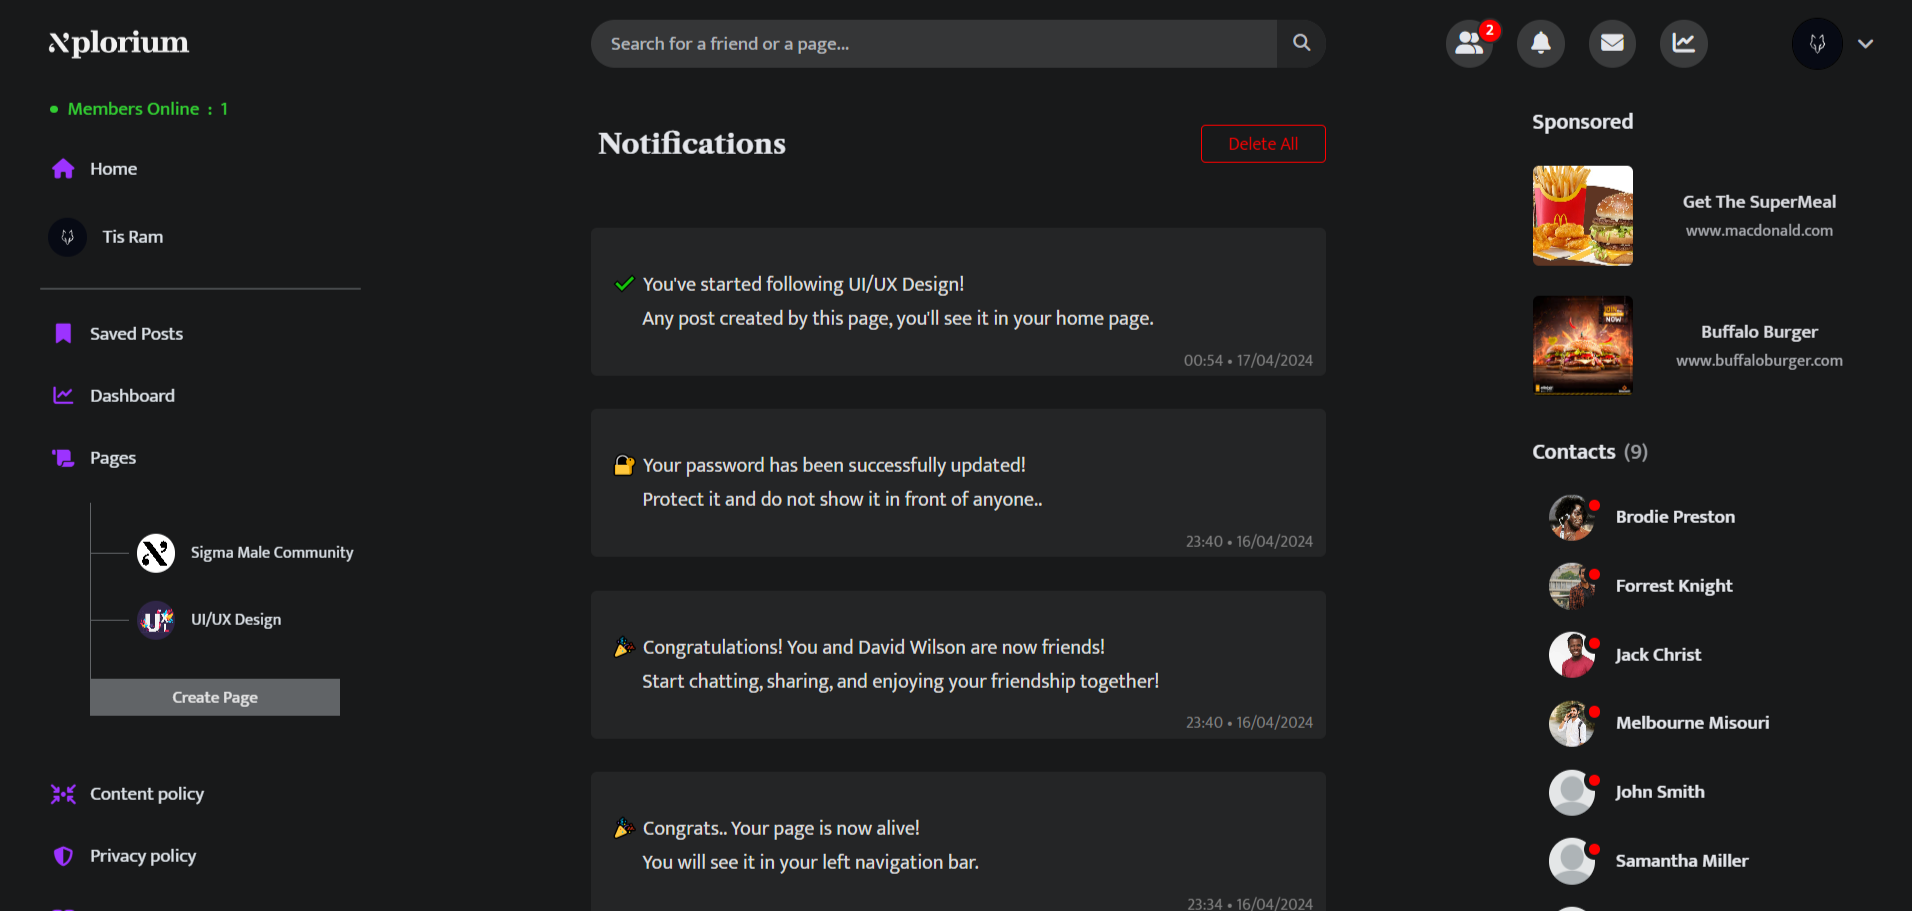 Xplorium
Search for a friend or a page...
2
Members Online : 1
Home
Tis Ram
Saved Posts
Dashboard
Pages
Sigma Male Community
UI/UX Design
Create Page
Content policy
Privacy policy
Notifications
Delete All
You've started following UI/UX Design!
Any post created by this page, you'll see it in your home page.
00:54 • 17/04/2024
Your password has been successfully updated!
Protect it and do not show it in front of anyone..
23:40 • 16/04/2024
Congratulations! You and David Wilson are now friends!
Start chatting, sharing, and enjoying your friendship together!
23:40 • 16/04/2024
Congrats.. Your page is now alive!
You will see it in your left navigation bar.
23:34 • 16/04/2024
Sponsored
Get The SuperMeal
www.macdonald.com
NOW
Buffalo Burger
www.buffaloburger.com
Contacts (9)
Brodie Preston
Forrest Knight
Jack Christ
Melbourne Misouri
John Smith
Samantha Miller